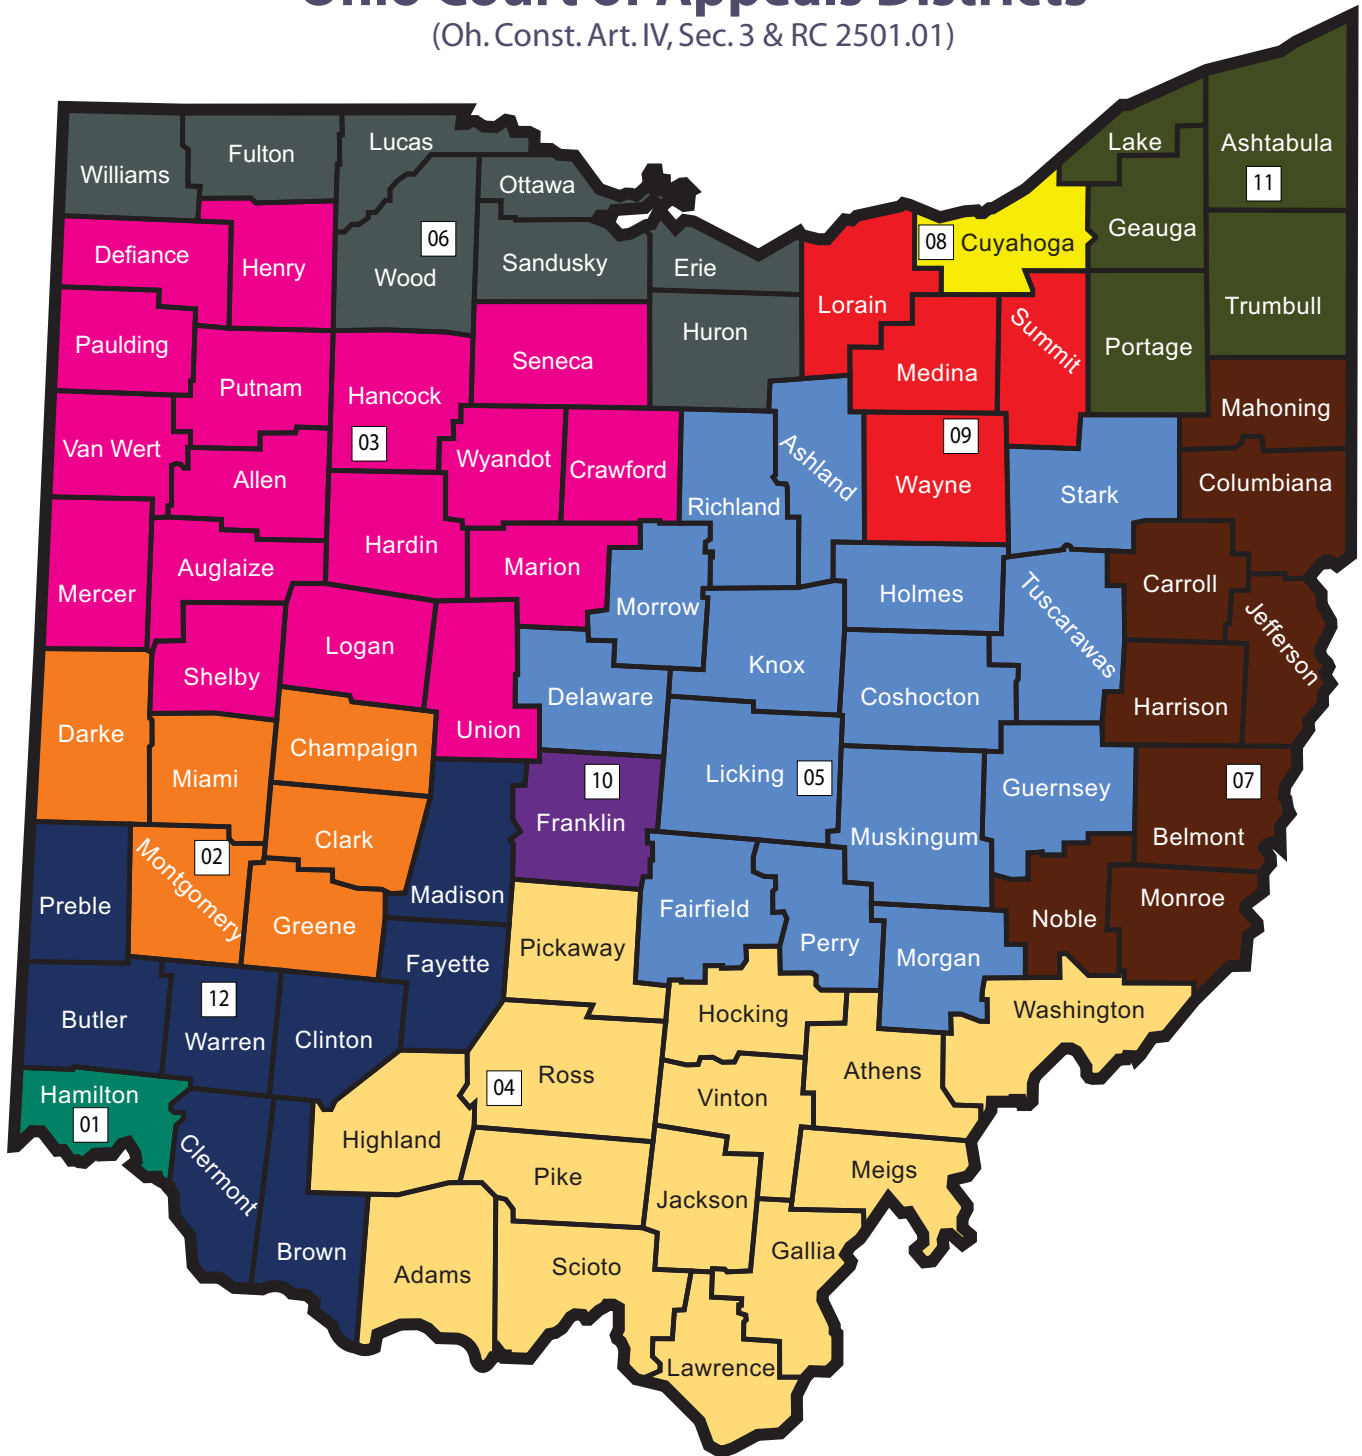 Ohio Court of Appeals Districts
(Oh. Const. Art. IV, Sec. 3 & RC 2501.01)
Williams
Fulton
Lucas
Ottawa
Lake
Ashtabula
11
Defiance
Henry
06
Wood
Sandusky
Erie
08
Cuyahoga
Geauga
Paulding
Putnam
Hancock
03
Seneca
Huron
Lorain
Medina
Summit
Portage
Trumbull
Van Wert
Allen
Wyandot
Crawford
Richland
Ashland
09
Wayne
Stark
Mahoning
Columbiana
Mercer
Auglaize
Hardin
Marion
Morrow
Holmes
Tuscarawas
Carroll
Jefferson
Shelby
Logan
Union
Delaware
Knox
Coshocton
Harrison
Darke
Miami
Champaign
10
Franklin
Licking
05
Muskingum
Guernsey
07
Belmont
Clark
02
Montgomery
Preble
Greene
Madison
Fayette
Pickaway
Fairfield
Perry
Morgan
Noble
Monroe
Butler
12
Warren
Clinton
Ross
04
Hocking
Athens
Washington
Hamilton
01
Clermont
Highland
Vinton
Pike
Jackson
Meigs
Brown
Adams
Scioto
Gallia
Lawrence